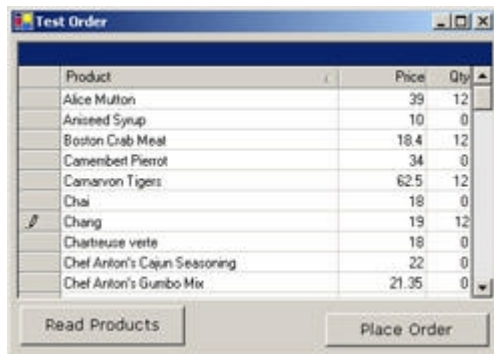 Test Order
Product Price Qty
Alice Mutton 39 12
Aniseed Syrup 10 0
Boston Crab Meat 18.4 12
Camembert Pierrot 34 0
Carnarvon Tigers 62.5 12
Chai 18 0
Chang 19 12
Chartreuse verte 18 0
Chef Anton's Cajun Seasoning 22 0
Chef Anton's Gumbo Mix 21.35 0
Read Products Place Order